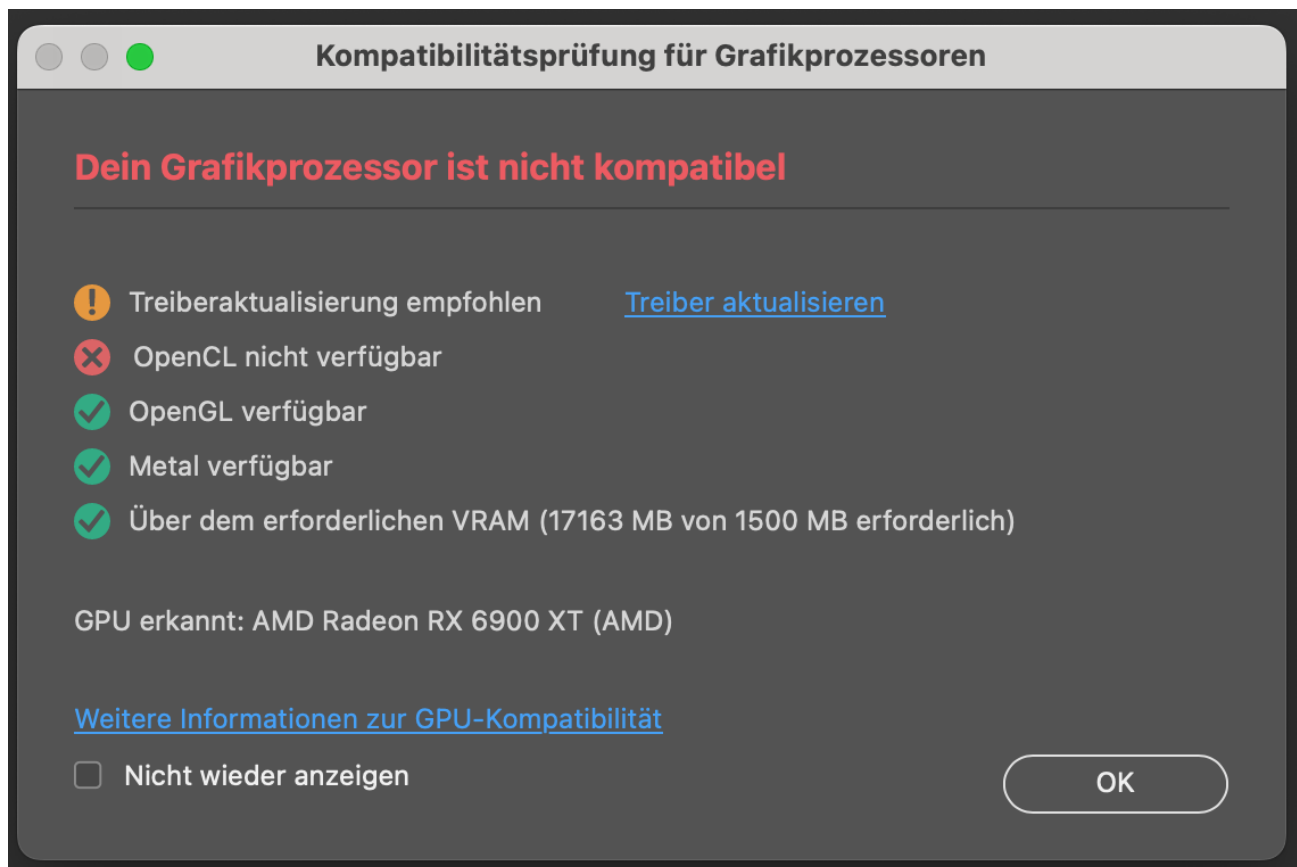 Kompatibilitätsprüfung für Grafikprozessoren
Dein Grafikprozessor ist nicht kompatibel
Treiberaktualisierung empfohlen Treiber aktualisieren
OpenCL nicht verfügbar
OpenGL verfügbar
Metal verfügbar
Über dem erforderlichen VRAM (17163 MB von 1500 MB erforderlich)
GPU erkannt: AMD Radeon RX 6900 XT (AMD)
Weitere Informationen zur GPU-Kompatibilität
Nicht wieder anzeigen
OK